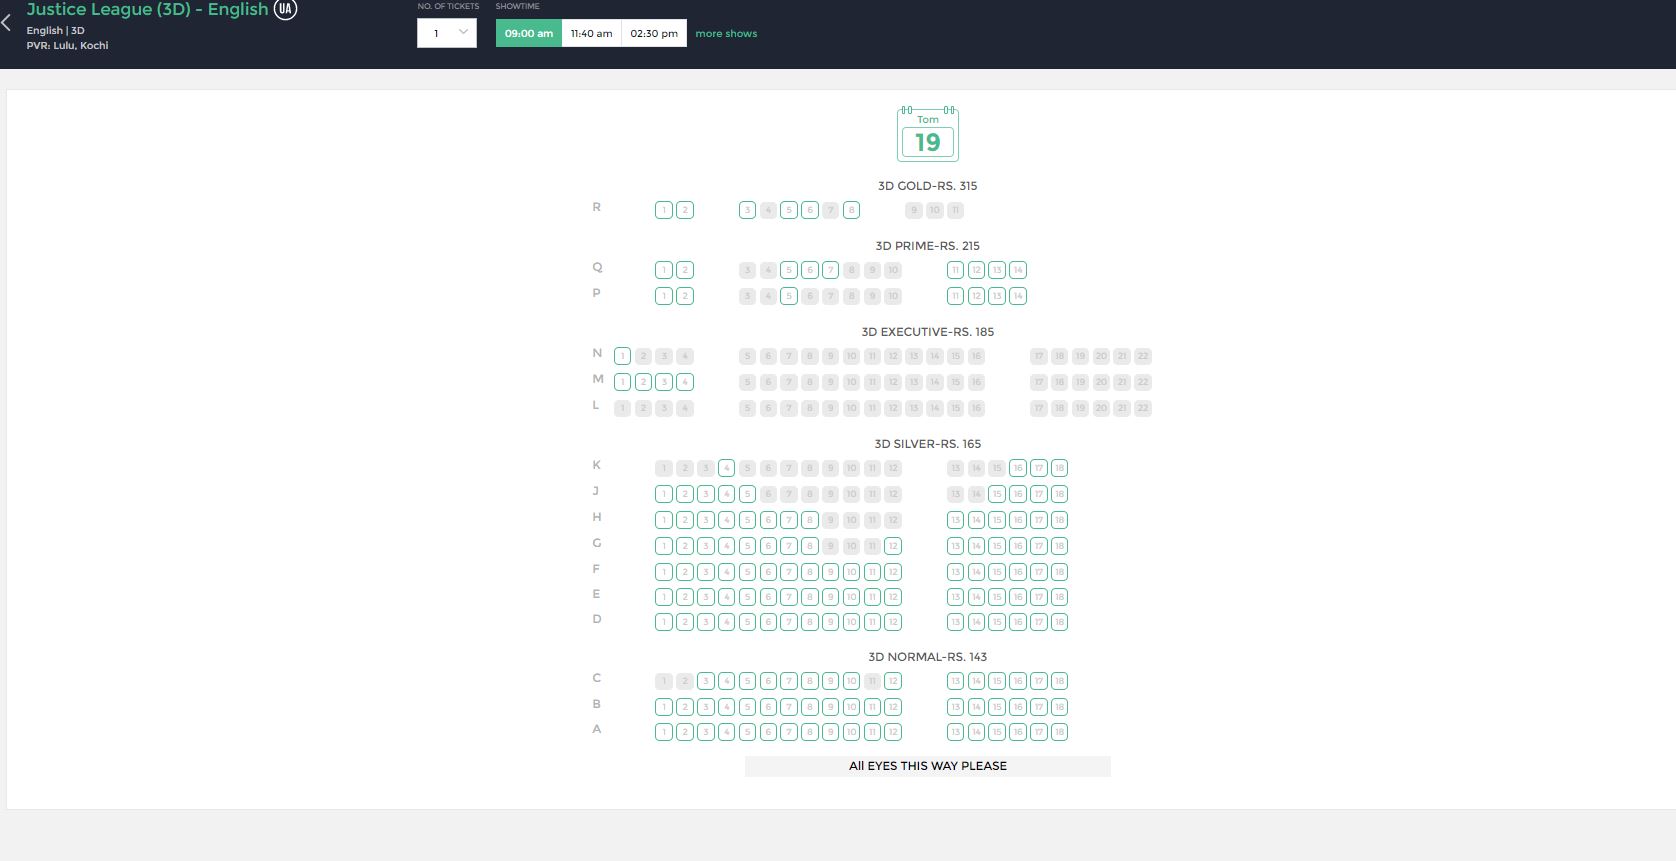 Justice League (3D) - English UA
English | 3D
PVR: Lulu, Kochi
NO. OF TICKETS SHOWTIME
1 09:00 am 11:40 am 02:30 pm more shows
Tom
19
3D GOLD-RS. 315
R 1 2 3 4 5 6 7 8 9 10 11
3D PRIME-RS. 215
Q 1 2 3 4 5 6 7 8 9 10 11 12 13 14
P 1 2 3 4 5 6 7 8 9 10 11 12 13 14
3D EXECUTIVE-RS. 185
N 1 2 3 4 5 6 7 8 9 10 11 12 13 14 15 16 17 18 19 20 21 22
M 1 2 3 4 5 6 7 8 9 10 11 12 13 14 15 16 17 18 19 20 21 22
L 1 2 3 4 5 6 7 8 9 10 11 12 13 14 15 16 17 18 19 20 21 22
3D SILVER-RS. 165
K 1 2 3 4 5 6 7 8 9 10 11 12 13 14 15 16 17 18
J 1 2 3 4 5 6 7 8 9 10 11 12 13 14 15 16 17 18
H 1 2 3 4 5 6 7 8 9 10 11 12 13 14 15 16 17 18
G 1 2 3 4 5 6 7 8 9 10 11 12 13 14 15 16 17 18
F 1 2 3 4 5 6 7 8 9 10 11 12 13 14 15 16 17 18
E 1 2 3 4 5 6 7 8 9 10 11 12 13 14 15 16 17 18
D 1 2 3 4 5 6 7 8 9 10 11 12 13 14 15 16 17 18
3D NORMAL-RS. 143
C 1 2 3 4 5 6 7 8 9 10 11 12 13 14 15 16 17 18
B 1 2 3 4 5 6 7 8 9 10 11 12 13 14 15 16 17 18
A 1 2 3 4 5 6 7 8 9 10 11 12 13 14 15 16 17 18
All EYES THIS WAY PLEASE